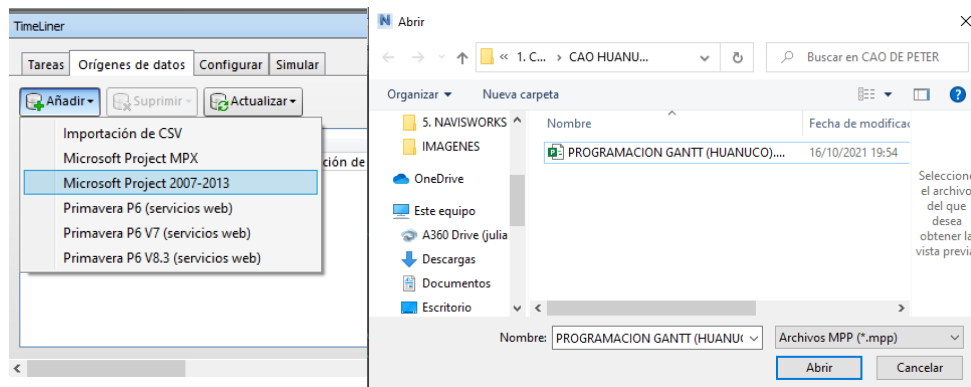 TimeLiner
Tareas Orígenes de datos Configurar Simular
Añadir Suprimir Actualizar
Importación de CSV
Microsoft Project MPX
ción de
Microsoft Project 2007-2013
Primavera P6 (servicios web)
Primavera P6 V7 (servicios web)
Primavera P6 V8.3 (servicios web)
Abrir
« 1. C... › CAO HUANU... Buscar en CAO DE PETER
Organizar Nueva carpeta
5. NAVISWORKS
IMAGENES
OneDrive
Este equipo
A360 Drive (julia
Descargas
Documentos
Escritorio
Nombre Fecha de modificac
PROGRAMACION GANTT (HUANUCO).... 16/10/2021 19:54
Seleccione
el archivo
del que
desea
obtener la
vista previa
Nombre: PROGRAMACION GANTT (HUANUC Archivos MPP (*.mpp)
Abrir Cancelar